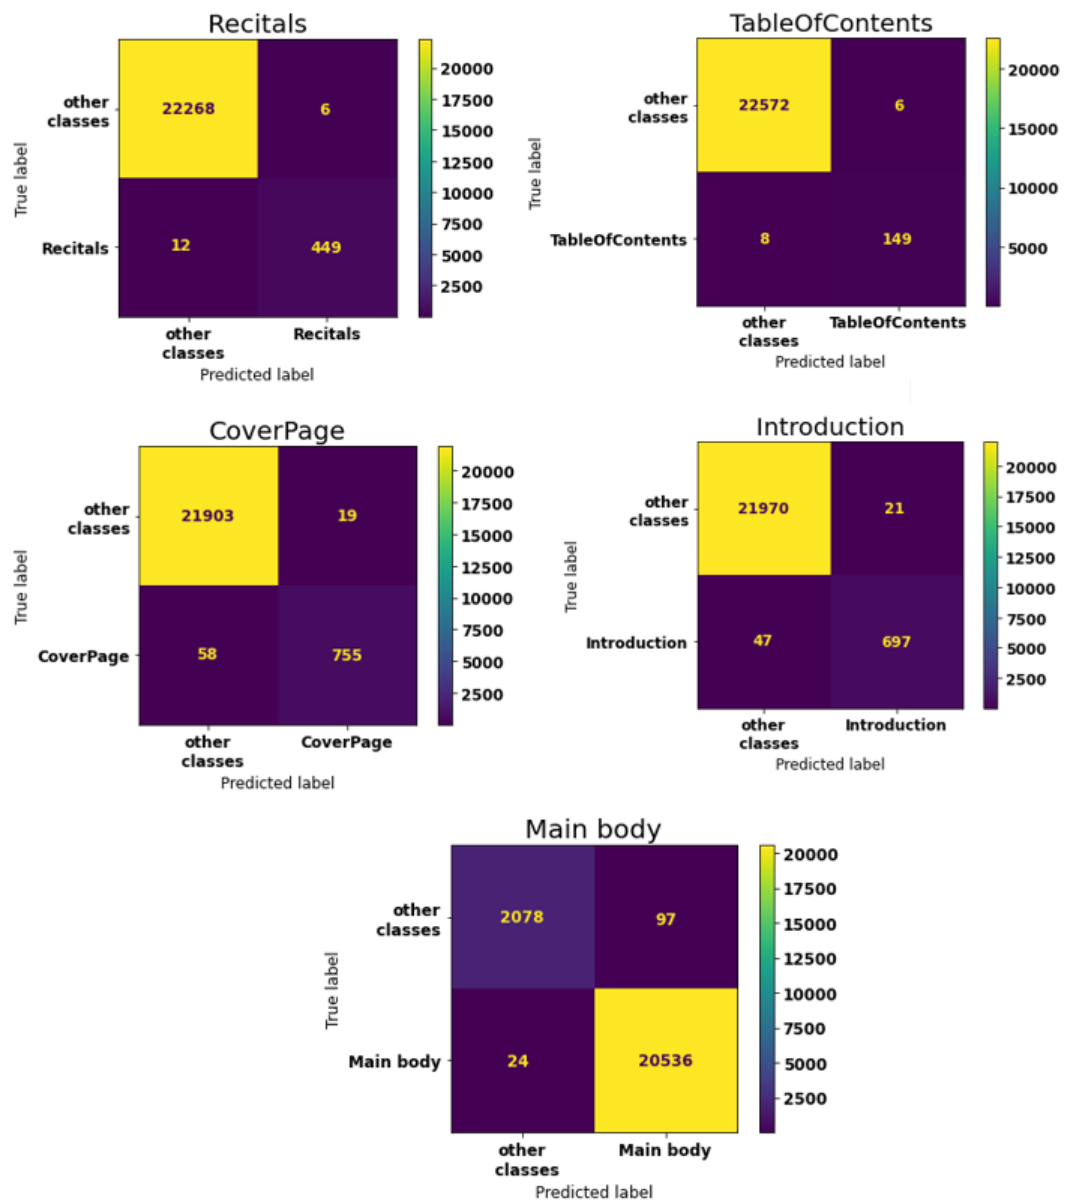 Recitals
True label
other
classes
22268
6
Recitals
12
449
other
classes
Recitals
Predicted label
20000
17500
15000
12500
10000
7500
5000
2500
TableOfContents
True label
other
classes
22572
6
TableOfContents
8
149
other
classes
TableOfContents
Predicted label
20000
15000
10000
5000
CoverPage
True label
other
classes
21903
19
CoverPage
58
755
other
classes
CoverPage
Predicted label
20000
17500
15000
12500
10000
7500
5000
2500
Introduction
True label
other
classes
21970
21
Introduction
47
697
other
classes
Introduction
Predicted label
20000
17500
15000
12500
10000
7500
5000
2500
Main body
True label
other
classes
2078
97
Main body
24
20536
other
classes
Main body
Predicted label
20000
17500
15000
12500
10000
7500
5000
2500